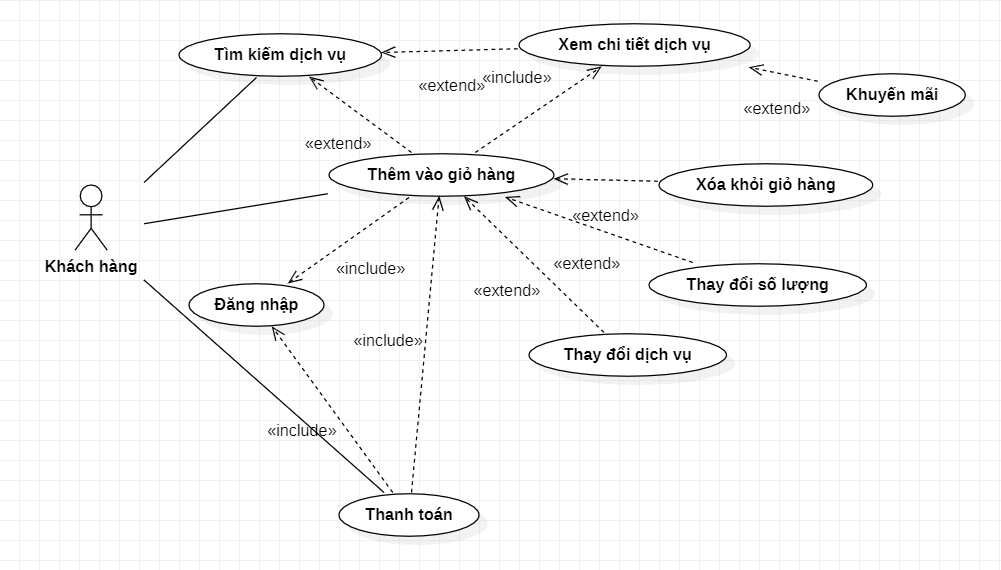 Tìm kiếm dịch vụ
Xem chi tiết dịch vụ
«extend»
«include»
Khuyến mãi
«extend»
«extend»
Thêm vào giỏ hàng
Xóa khỏi giỏ hàng
«extend»
Khách hàng
«include»
«extend»
Thay đổi số lượng
«extend»
Đăng nhập
«include»
Thay đổi dịch vụ
«include»
Thanh toán